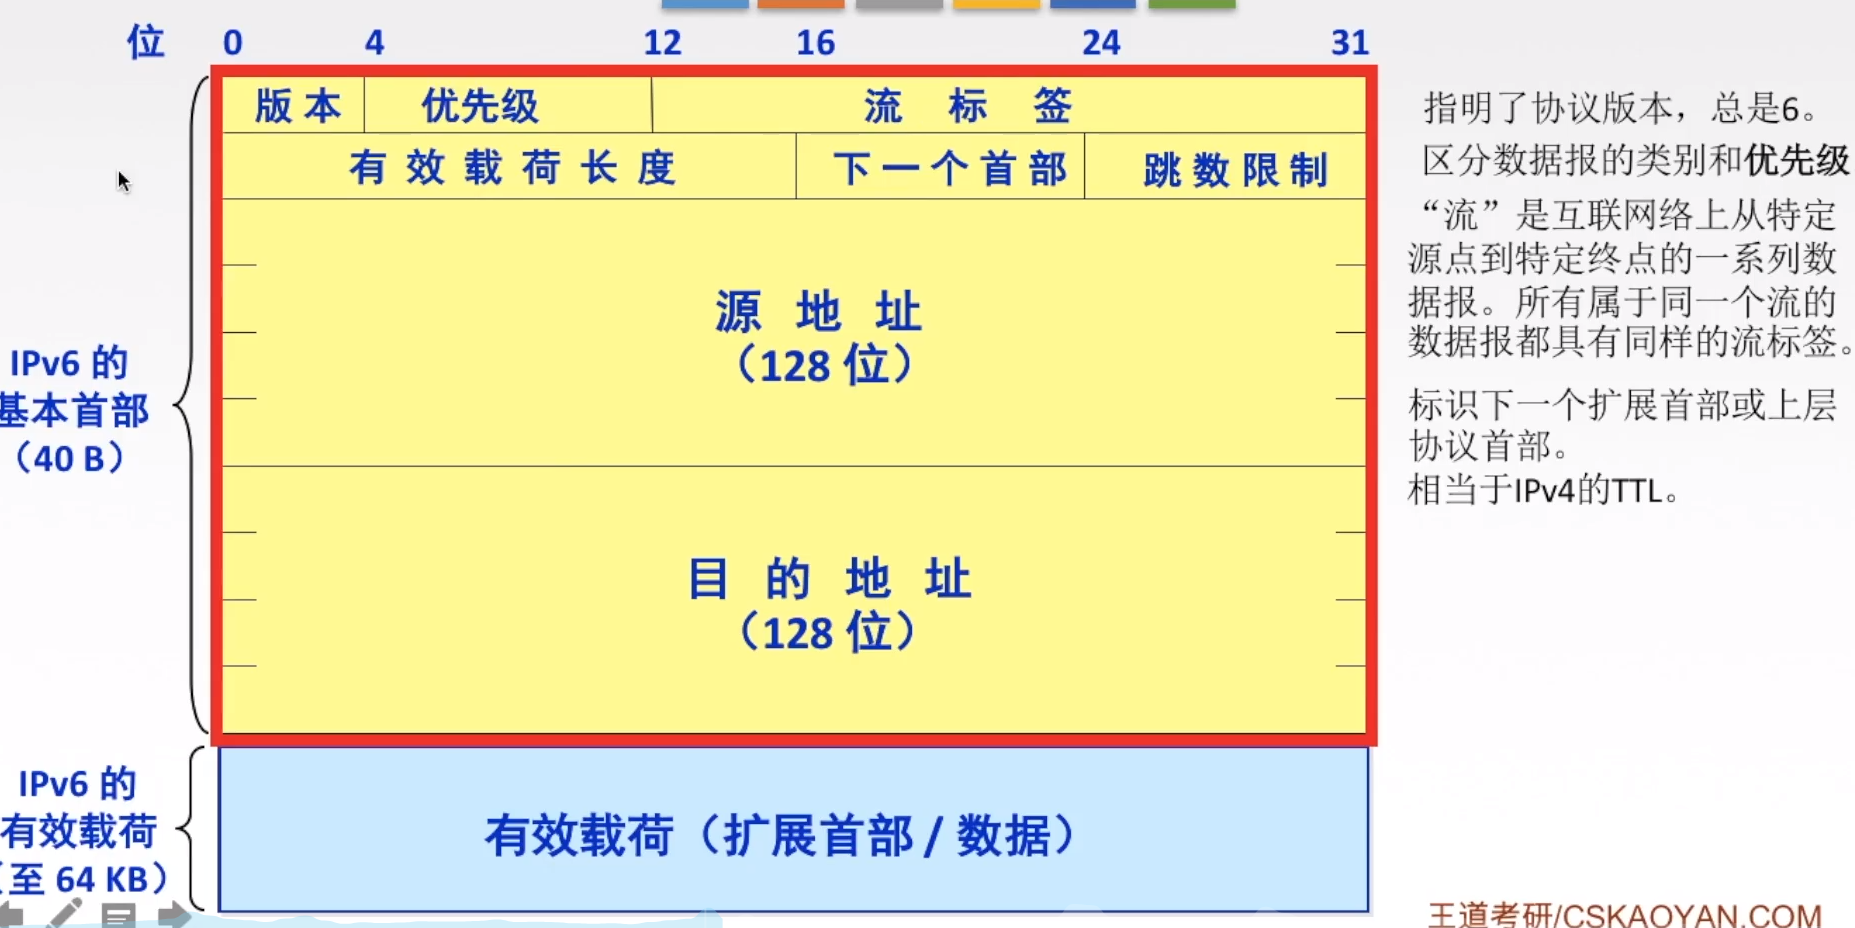 位 0 4 12 16 24 31
版本 优先级 流标签
有效载荷长度 下一个首部 跳数限制
源地址
（128 位）
目的地址
（128 位）
IPv6 的
基本首部
（40 B）
IPv6 的
有效载荷
（至 64 KB）
有效载荷（扩展首部 / 数据）
指明了协议版本，总是6。
区分数据报的类别和优先级
“流”是互联网络上从特定
源点到特定终点的一系列数
据报。所有属于同一个流的
数据报都具有同样的流标签。
标识下一个扩展首部或上层
协议首部。
相当于IPv4的TTL。
王道考研/CSKAOYAN.COM